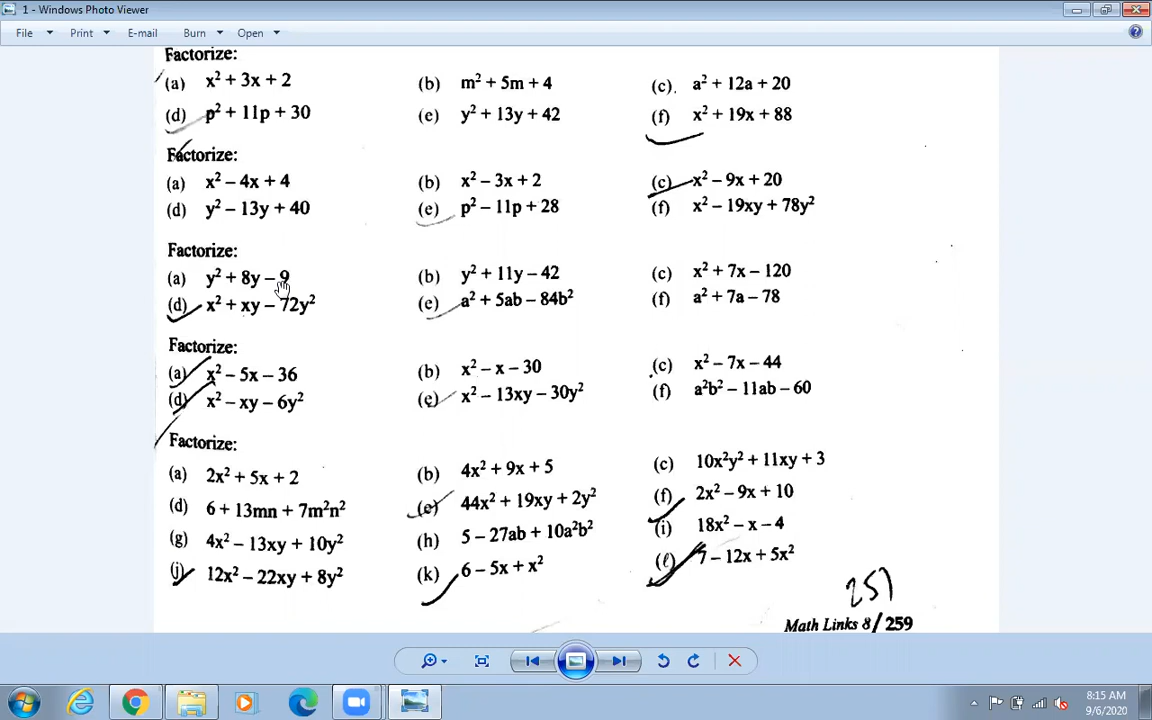 1 - Windows Photo Viewer
File Print E-mail Burn Open
Factorize:
(a) x² + 3x + 2 (b) m² + 5m + 4 (c) a² + 12a + 20
(d) p² + 11p + 30 (e) y² + 13y + 42 (f) x² + 19x + 88
Factorize:
(a) x² – 4x + 4 (b) x² – 3x + 2 (c) x² – 9x + 20
(d) y² – 13y + 40 (e) p² – 11p + 28 (f) x² – 19xy + 78y²
Factorize:
(a) y² + 8y – 9 (b) y² + 11y – 42 (c) x² + 7x – 120
(d) x² + xy – 72y² (e) a² + 5ab – 84b² (f) a² + 7a – 78
Factorize:
(a) x² – 5x – 36 (b) x² – x – 30 (c) x² – 7x – 44
(d) x² – xy – 6y² (e) x² – 13xy – 30y² (f) a²b² – 11ab – 60
Factorize:
(a) 2x² + 5x + 2 (b) 4x² + 9x + 5 (c) 10x²y² + 11xy + 3
(d) 6 + 13mn + 7m²n² (e) 44x² + 19xy + 2y² (f) 2x² – 9x + 10
(g) 4x² – 13xy + 10y² (h) 5 – 27ab + 10a²b² (i) 18x² – x – 4
(j) 12x² – 22xy + 8y² (k) 6 – 5x + x² (ℓ) 7 – 12x + 5x²
257
Math Links 8/259
8:15 AM
9/6/2020